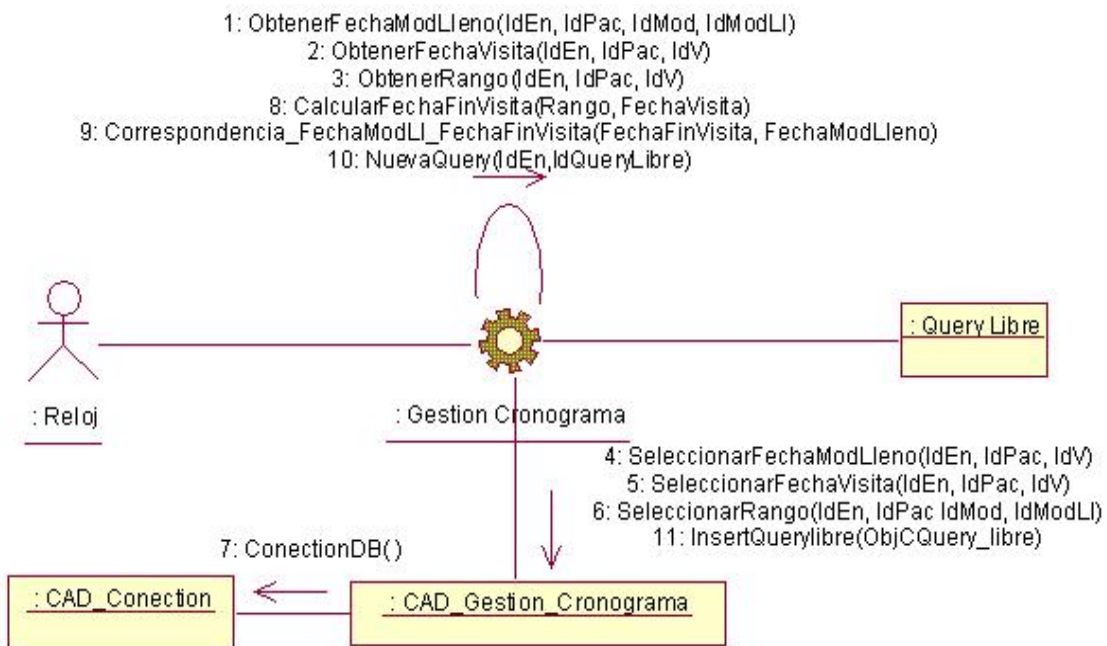 1: ObtenerFechaModLleno(IdEn, IdPac, IdMod, IdModLl)
2: ObtenerFechaVisita(IdEn, IdPac, IdV)
3: ObtenerRango(IdEn, IdPac, IdV)
8: CalcularFechaFinVisita(Rango, FechaVisita)
9: Correspondencia_FechaModLl_FechaFinVisita(FechaFinVisita, FechaModLleno)
10: NuevaQuery(IdEn,IdQueryLibre)
: Query Libre
: Reloj
: Gestion Cronograma
4: SeleccionarFechaModLleno(IdEn, IdPac, IdV)
5: SeleccionarFechaVisita(IdEn, IdPac, IdV)
6: SeleccionarRango(IdEn, IdPac IdMod, IdModLl)
11: InsertQuerylibre(ObjCQuery_libre)
7: ConectionDB()
: CAD_Conection
: CAD_Gestion_Cronograma